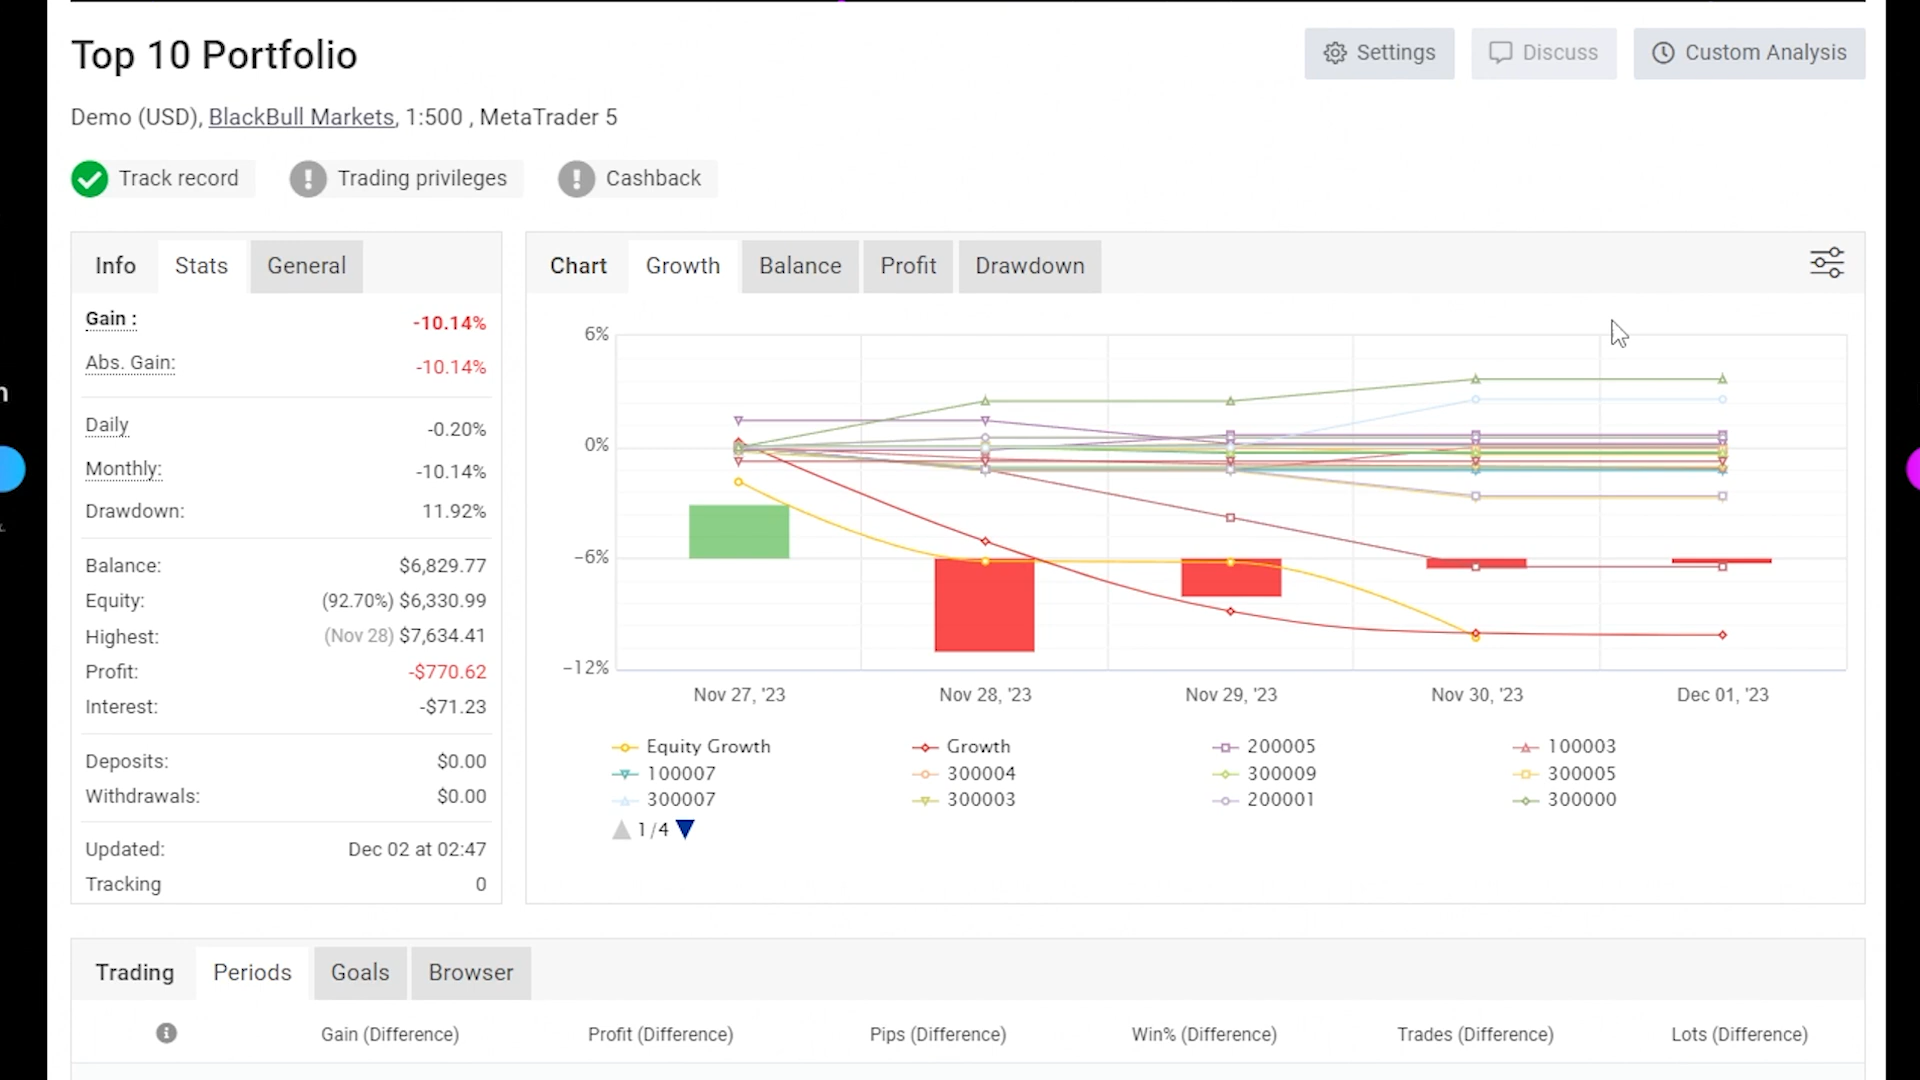 Top 10 Portfolio
Settings
Discuss
Custom Analysis
Demo (USD), BlackBull Markets, 1:500 , MetaTrader 5
Track record
Trading privileges
Cashback
Info Stats General
Gain : -10.14%
Abs. Gain: -10.14%
Daily -0.20%
Monthly: -10.14%
Drawdown: 11.92%
Balance: $6,829.77
Equity: (92.70%) $6,330.99
Highest: (Nov 28) $7,634.41
Profit: -$770.62
Interest: -$71.23
Deposits: $0.00
Withdrawals: $0.00
Updated: Dec 02 at 02:47
Tracking 0
Chart Growth Balance Profit Drawdown
6%
0%
−6%
−12%
Nov 27, '23 Nov 28, '23 Nov 29, '23 Nov 30, '23 Dec 01, '23
Equity Growth Growth 200005 100003
100007 300004 300009 300005
300007 300003 200001 300000
1/4
Trading Periods Goals Browser
Gain (Difference) Profit (Difference) Pips (Difference) Win% (Difference) Trades (Difference) Lots (Difference)